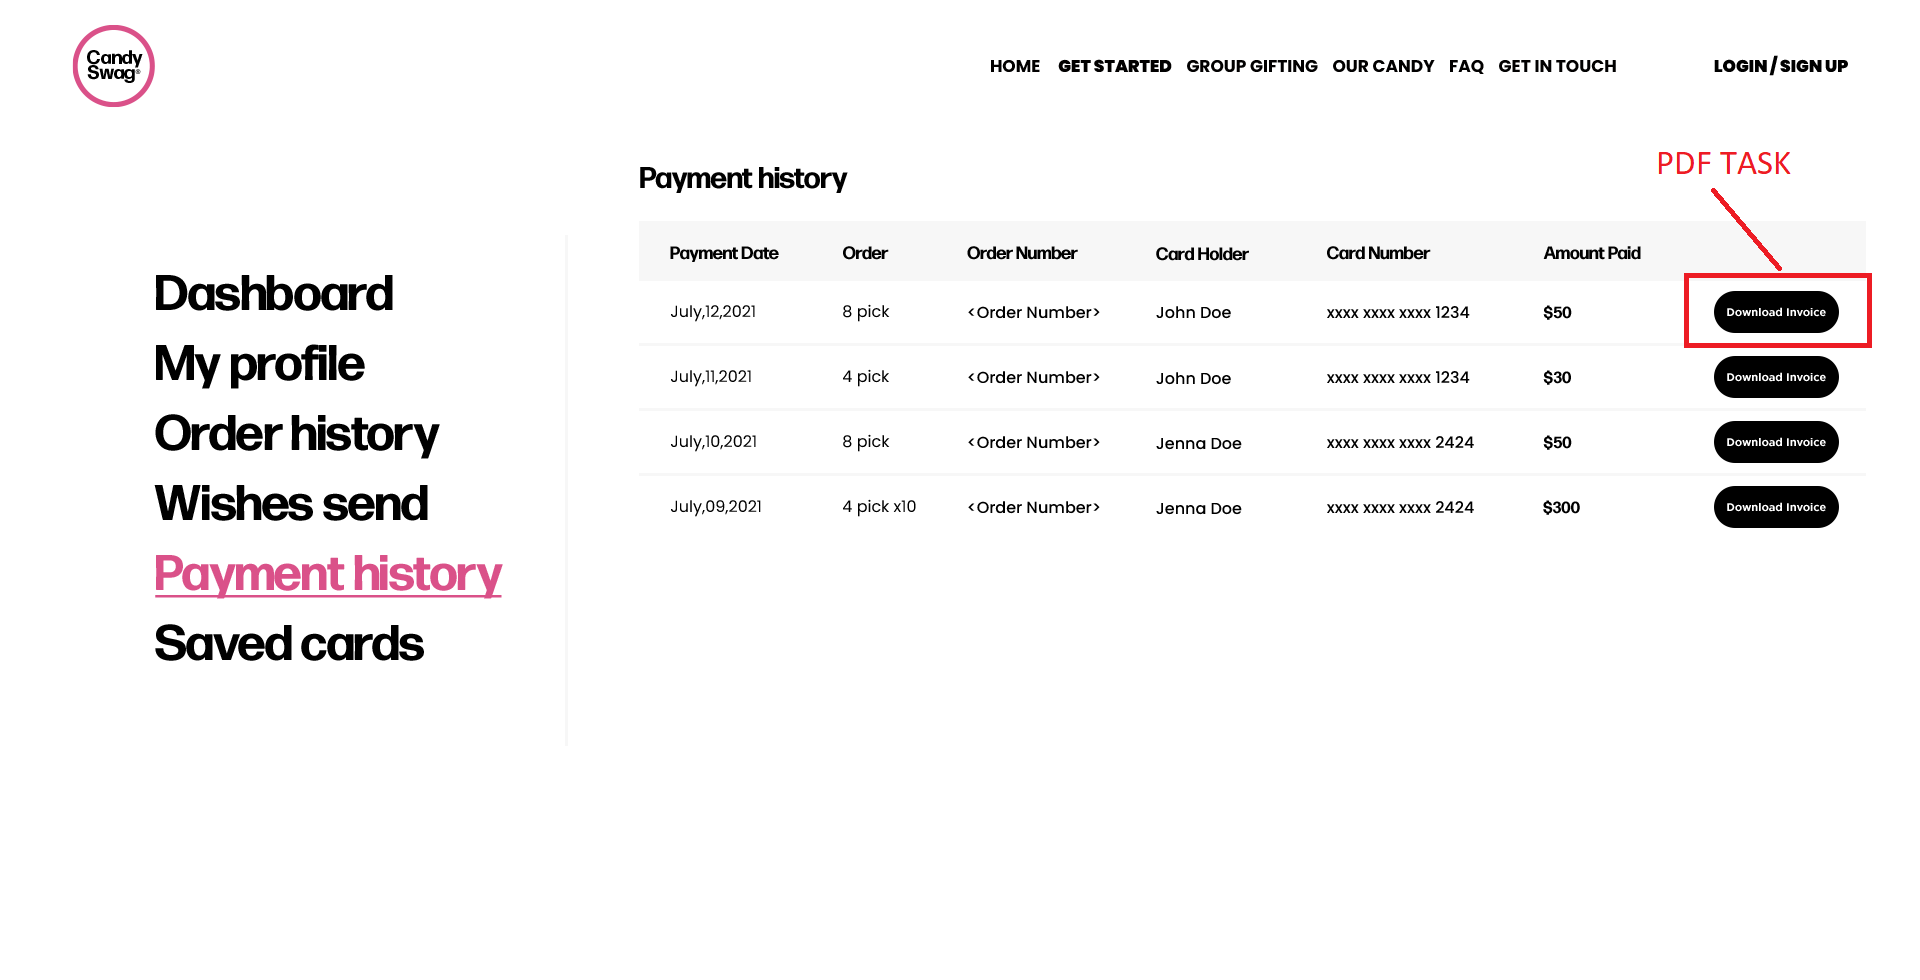 Candy
Swag®
HOME GET STARTED GROUP GIFTING OUR CANDY FAQ GET IN TOUCH LOGIN / SIGN UP
PDF TASK
Payment history
Payment Date Order Order Number Card Holder Card Number Amount Paid
July,12,2021 8 pick <Order Number> John Doe xxxx xxxx xxxx 1234 $50 Download Invoice
July,11,2021 4 pick <Order Number> John Doe xxxx xxxx xxxx 1234 $30 Download Invoice
July,10,2021 8 pick <Order Number> Jenna Doe xxxx xxxx xxxx 2424 $50 Download Invoice
July,09,2021 4 pick x10 <Order Number> Jenna Doe xxxx xxxx xxxx 2424 $300 Download Invoice
Dashboard
My profile
Order history
Wishes send
Payment history
Saved cards